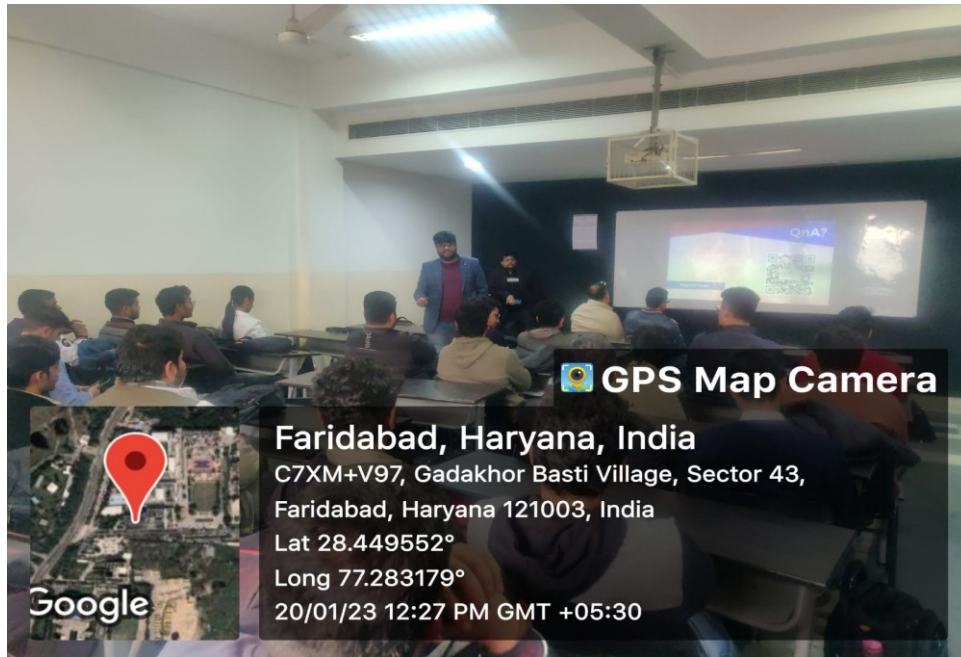 QnA?
GPS Map Camera
Faridabad, Haryana, India
C7XM+V97, Gadakhor Basti Village, Sector 43,
Faridabad, Haryana 121003, India
Lat 28.449552°
Long 77.283179°
20/01/23 12:27 PM GMT +05:30
Google